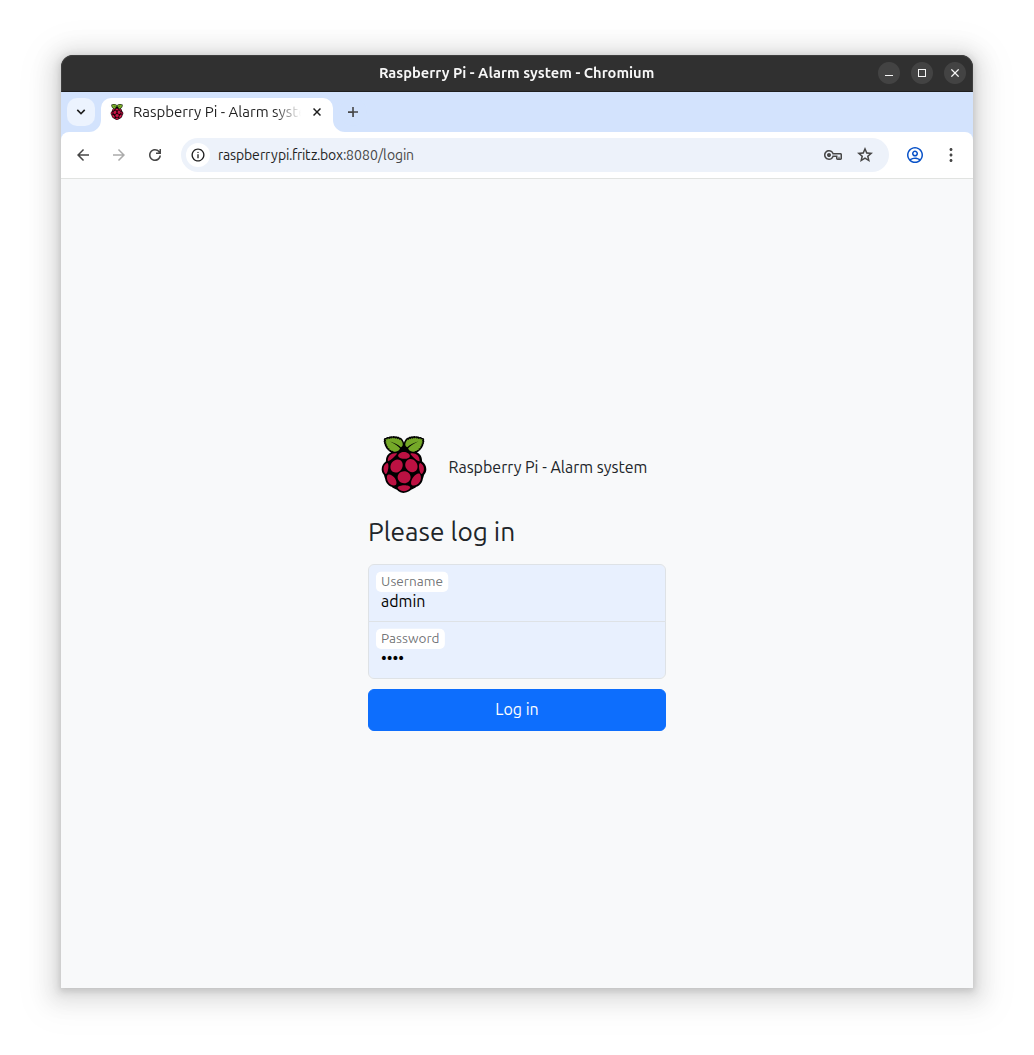 Raspberry Pi - Alarm system - Chromium
Raspberry Pi - Alarm syst
raspberrypi.fritz.box:8080/login
Raspberry Pi - Alarm system
Please log in
Username
admin
Password
••••
Log in